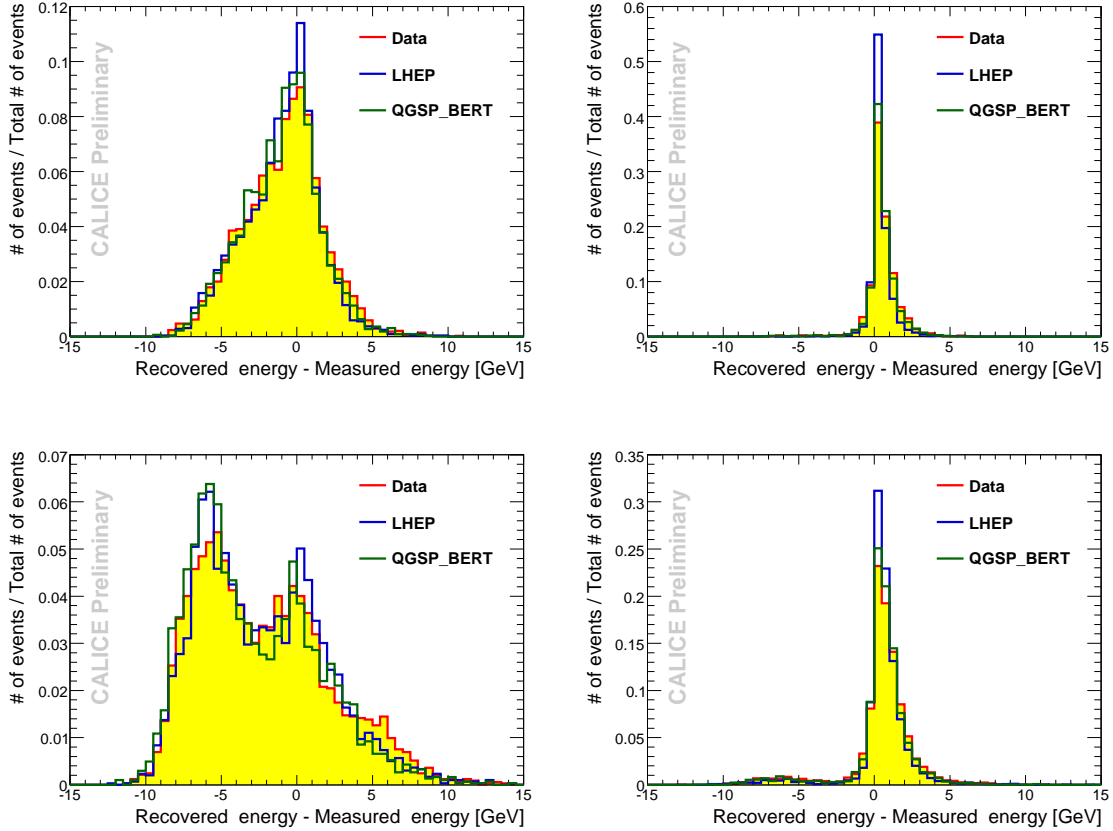 0.12
0.1
0.08
0.06
0.04
0.02
0
-15 -10 -5 0 5 10 15
# of events / Total # of events
Recovered energy - Measured energy [GeV]
CALICE Preliminary
Data
LHEP
QGSP_BERT
0.6
0.5
0.4
0.3
0.2
0.1
0
-15 -10 -5 0 5 10 15
# of events / Total # of events
Recovered energy - Measured energy [GeV]
CALICE Preliminary
Data
LHEP
QGSP_BERT
0.07
0.06
0.05
0.04
0.03
0.02
0.01
0
-15 -10 -5 0 5 10 15
# of events / Total # of events
Recovered energy - Measured energy [GeV]
CALICE Preliminary
Data
LHEP
QGSP_BERT
0.35
0.3
0.25
0.2
0.15
0.1
0.05
0
-15 -10 -5 0 5 10 15
# of events / Total # of events
Recovered energy - Measured energy [GeV]
CALICE Preliminary
Data
LHEP
QGSP_BERT